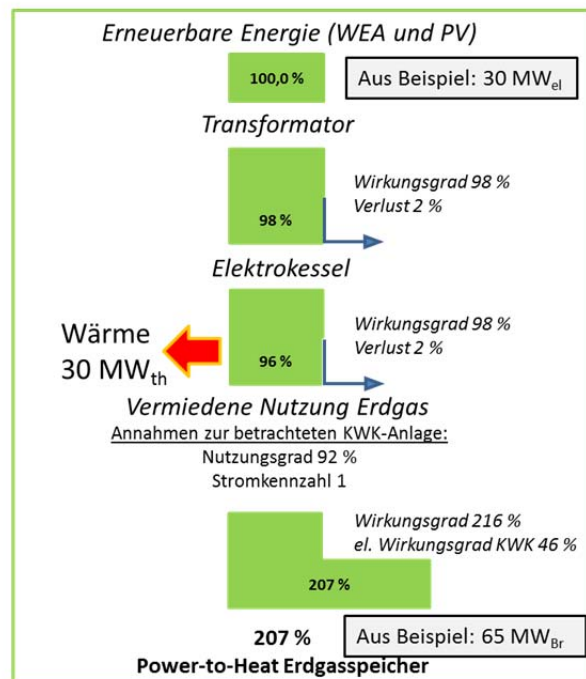 Erneuerbare Energie (WEA und PV)
100,0 %
Aus Beispiel: 30 MWel
Transformator
Wirkungsgrad 98 %
Verlust 2 %
98 %
Elektrokessel
Wärme
30 MWth
Wirkungsgrad 98 %
Verlust 2 %
96 %
Vermiedene Nutzung Erdgas
Annahmen zur betrachteten KWK-Anlage:
Nutzungsgrad 92 %
Stromkennzahl 1
Wirkungsgrad 216 %
el. Wirkungsgrad KWK 46 %
207 %
207 %
Aus Beispiel: 65 MWBr
Power-to-Heat Erdgasspeicher